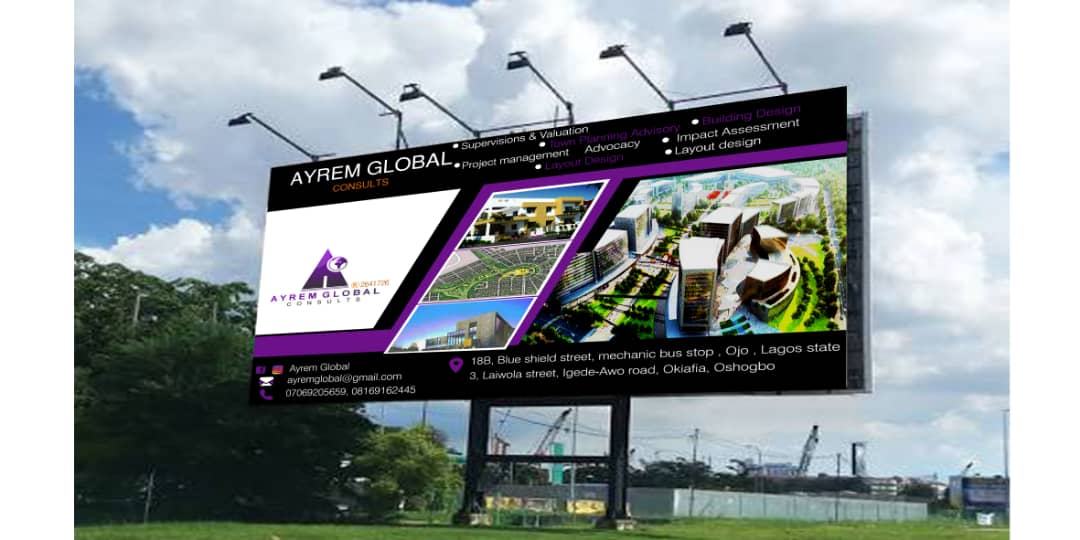 AYREM GLOBAL
CONSULTS
• Supervisions & Valuation
• Town Planning Advisory
• Building Design
• Project management
Advocacy
• Impact Assessment
• Layout Design
• Layout design
(R) 2641726
AYREM GLOBAL
CONSULTS
Ayrem Global
ayremglobal@gmail.com
07069205659, 08169162445
18B, Blue shield street, mechanic bus stop , Ojo , Lagos state
3, Laiwola street, Igede-Awo road, Okiafia, Oshogbo